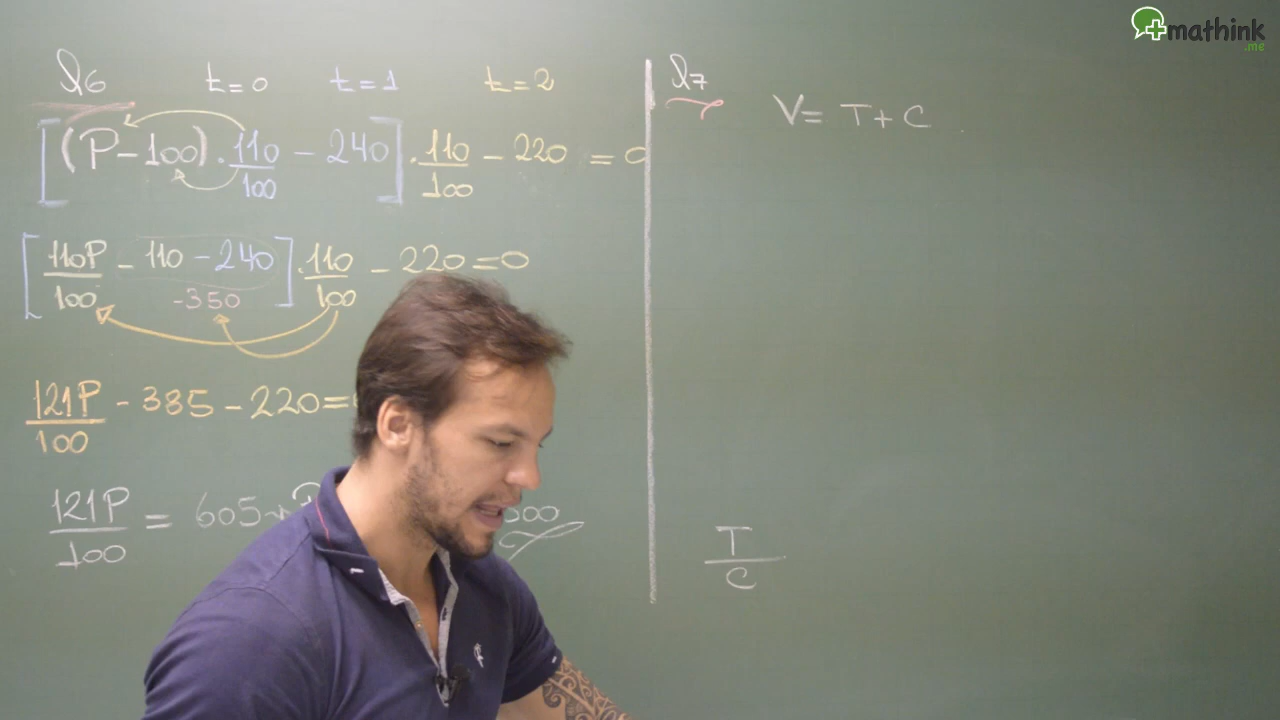 Q6 t=0 t=1 t=2
[(P-100).110/100 - 240].110/100 - 220 = 0
[110P/100 - 110 - 240].110/100 - 220 = 0
-350
121P/100 - 385 - 220 =
121P/100 = 605
Q7
V= T+C
T/C
+mathink
.me